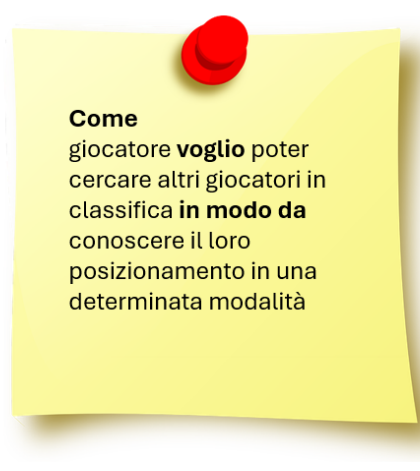 Come
giocatore voglio poter
cercare altri giocatori in
classifica in modo da
conoscere il loro
posizionamento in una
determinata modalità